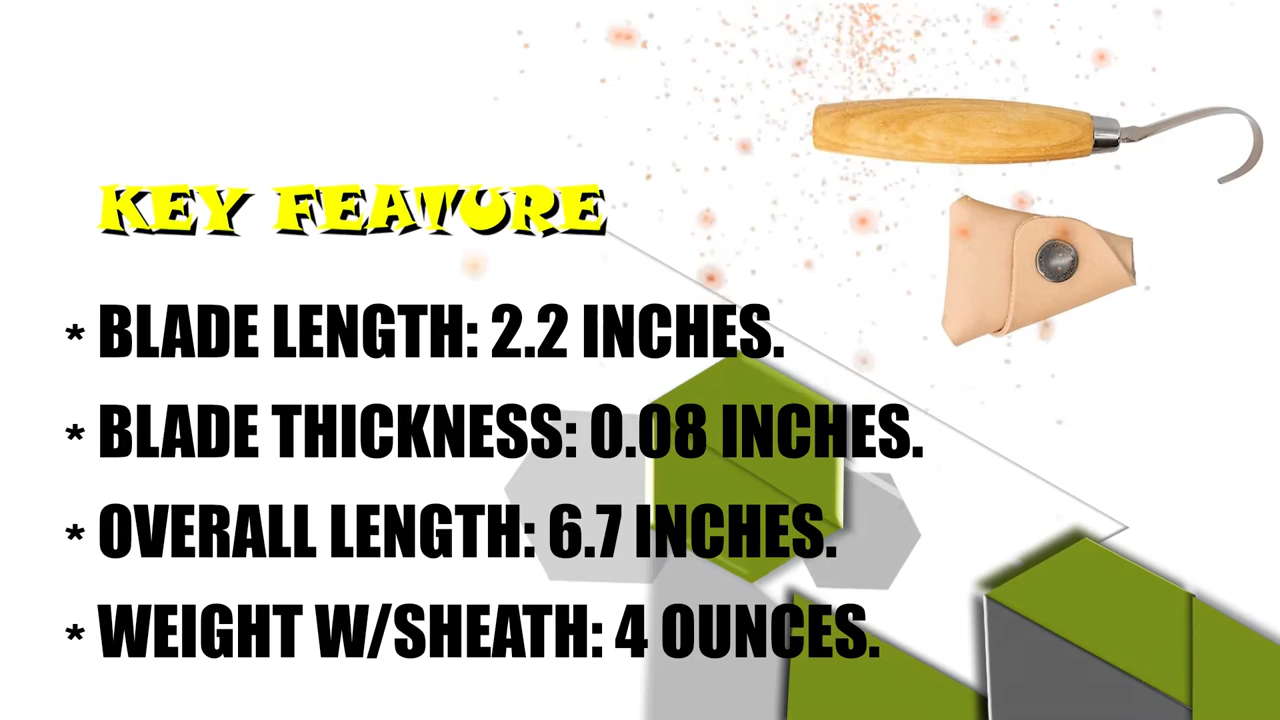 KEY FEATURE
* BLADE LENGTH: 2.2 INCHES.
* BLADE THICKNESS: 0.08 INCHES.
* OVERALL LENGTH: 6.7 INCHES.
* WEIGHT W/SHEATH: 4 OUNCES.